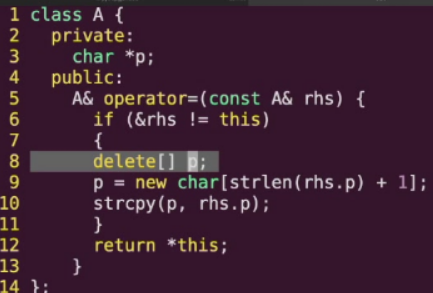 1 class A {
2   private:
3     char *p;
4   public:
5     A& operator=(const A& rhs) {
6       if (&rhs != this)
7       {
8       delete[] p;
9       p = new char[strlen(rhs.p) + 1];
10       strcpy(p, rhs.p);
11       }
12       return *this;
13     }
14 };